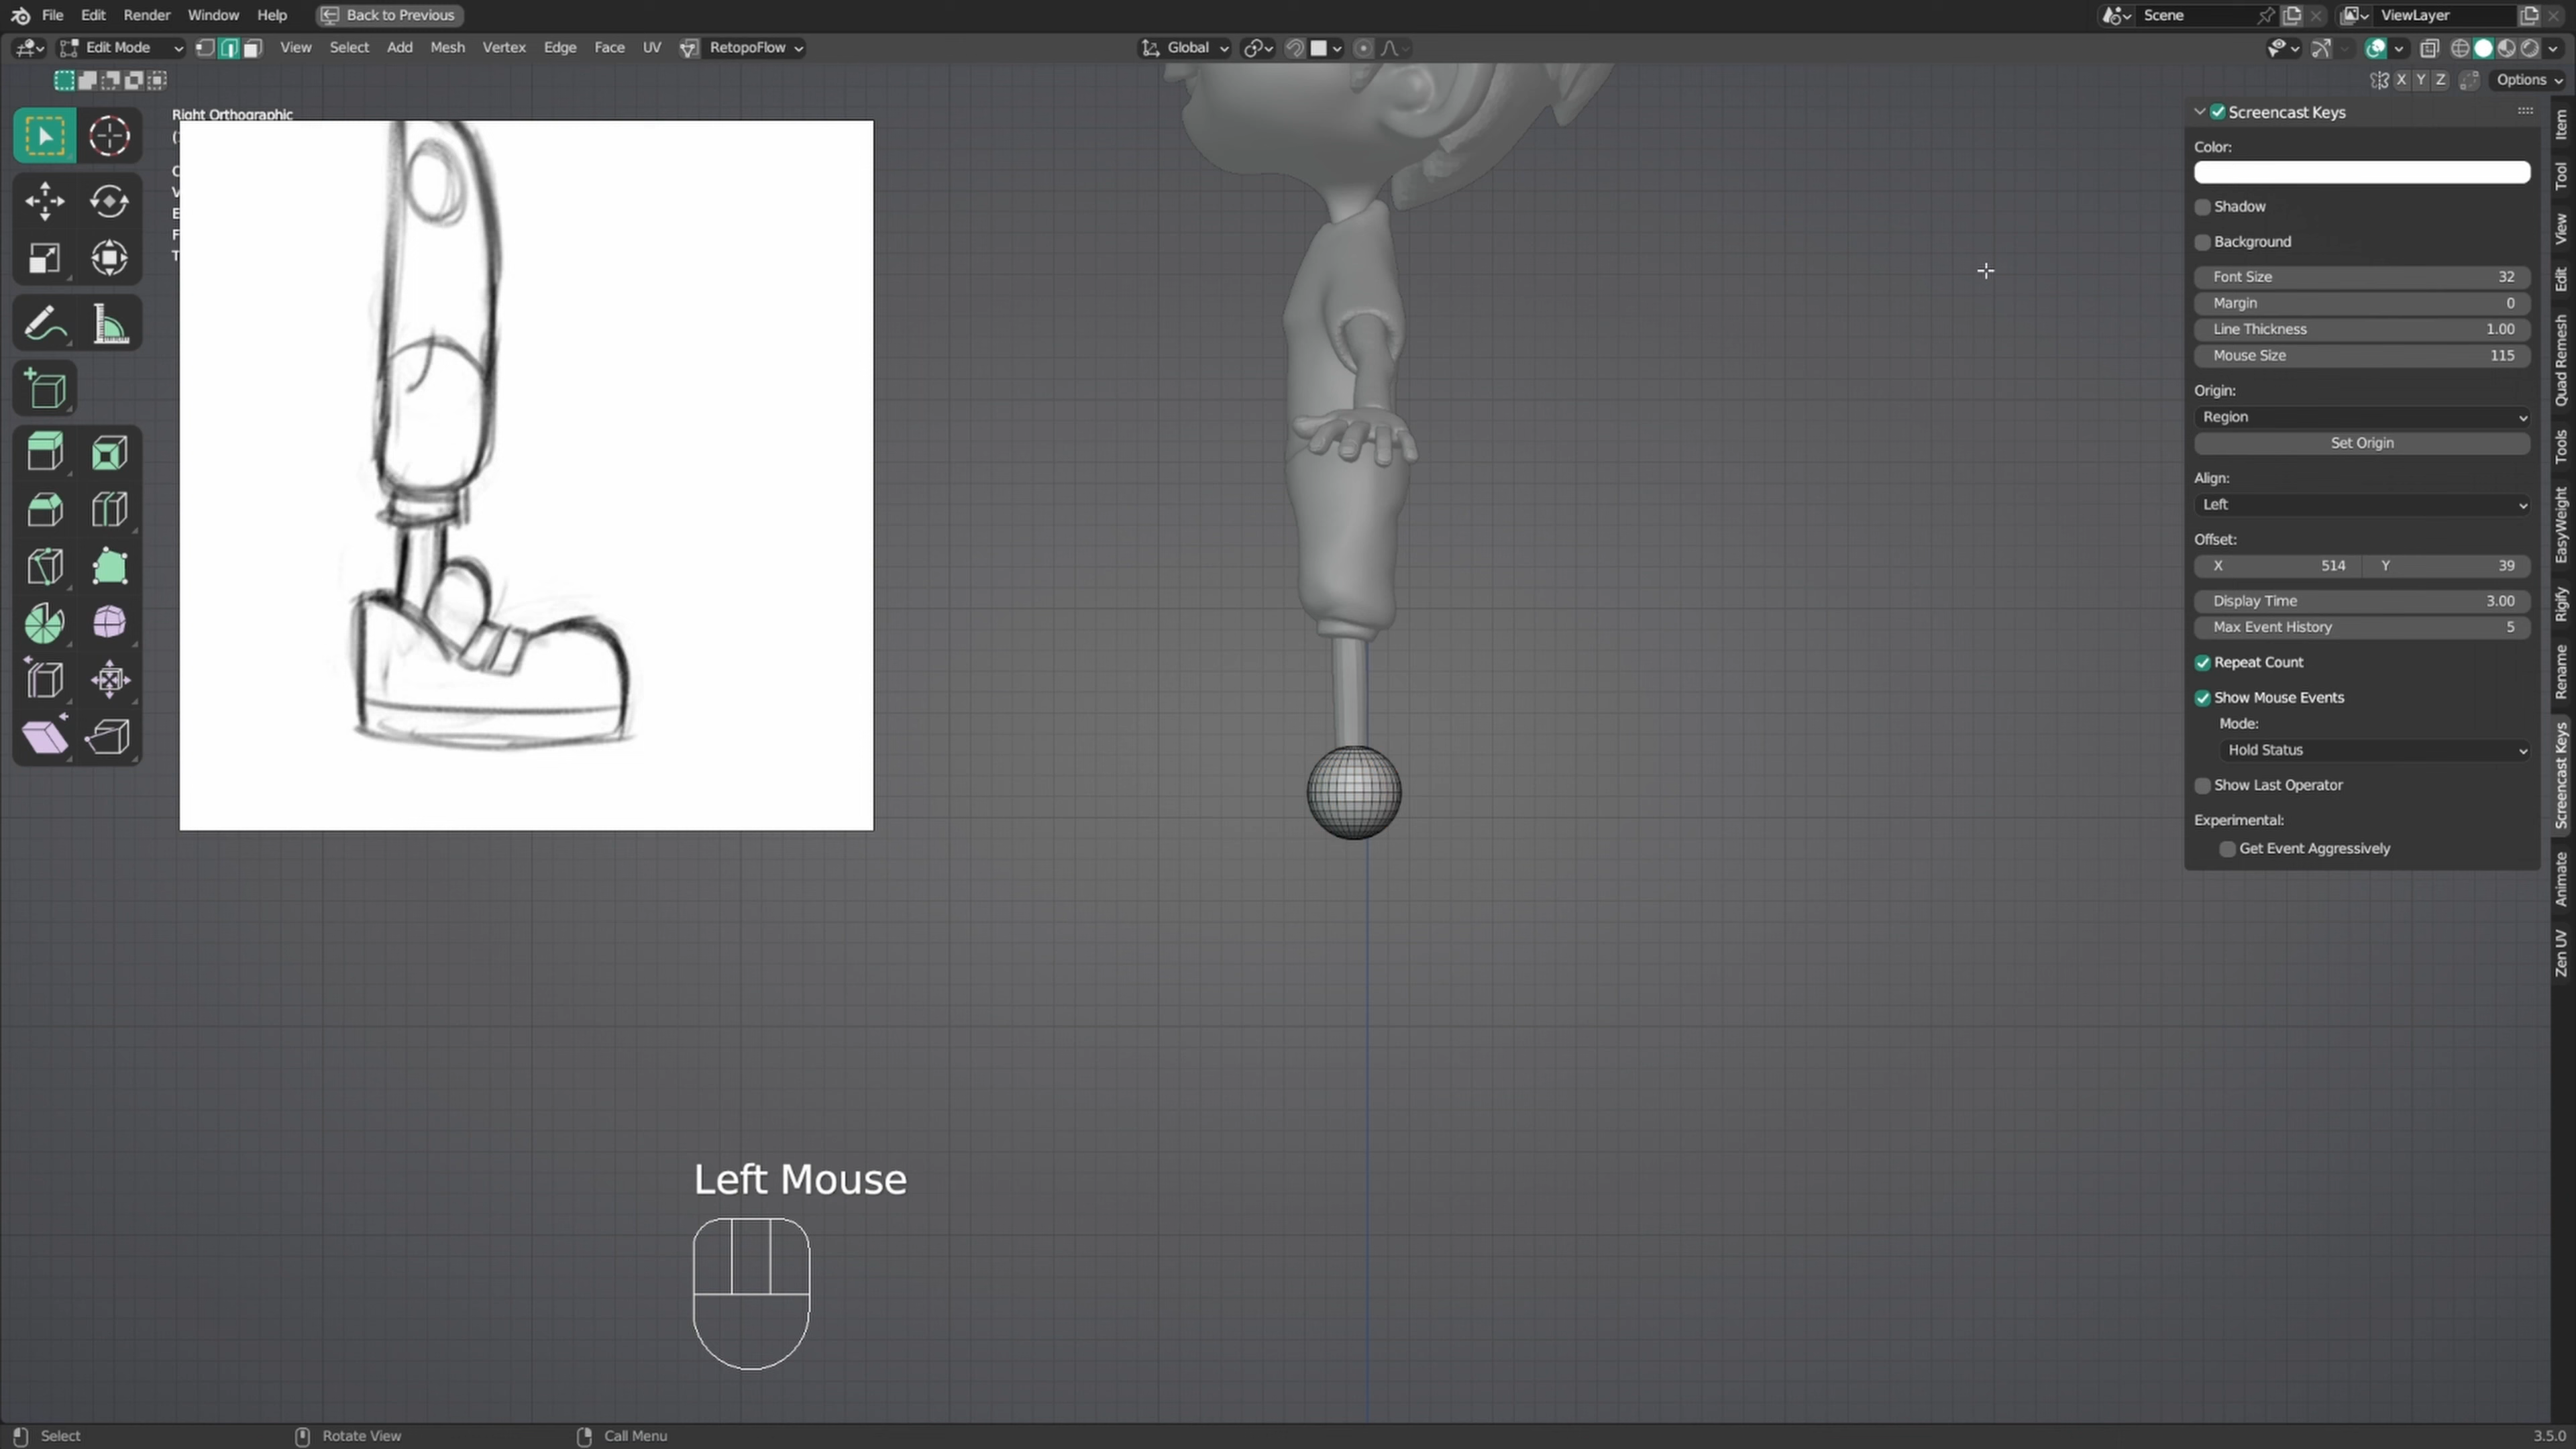 File Edit Render Window Help Back to Previous Scene ViewLayer
Edit Mode View Select Add Mesh Vertex Edge Face UV RetopoFlow Global
X Y Z Options
Right Orthographic
Screencast Keys
Color:
Shadow
Background
Font Size 32
Margin 0
Line Thickness 1.00
Mouse Size 115
Origin:
Region
Set Origin
Align:
Left
Offset:
X 514 Y 39
Display Time 3.00
Max Event History 5
Repeat Count
Show Mouse Events
Mode:
Hold Status
Show Last Operator
Experimental:
Get Event Aggressively
Item
Tool
View
Edit
Quad Remesh
Tools
EasyWeight
Rigify
Rename
Screencast Keys
Animate
Zen UV
Left Mouse
Select Rotate View Call Menu 3.5.0